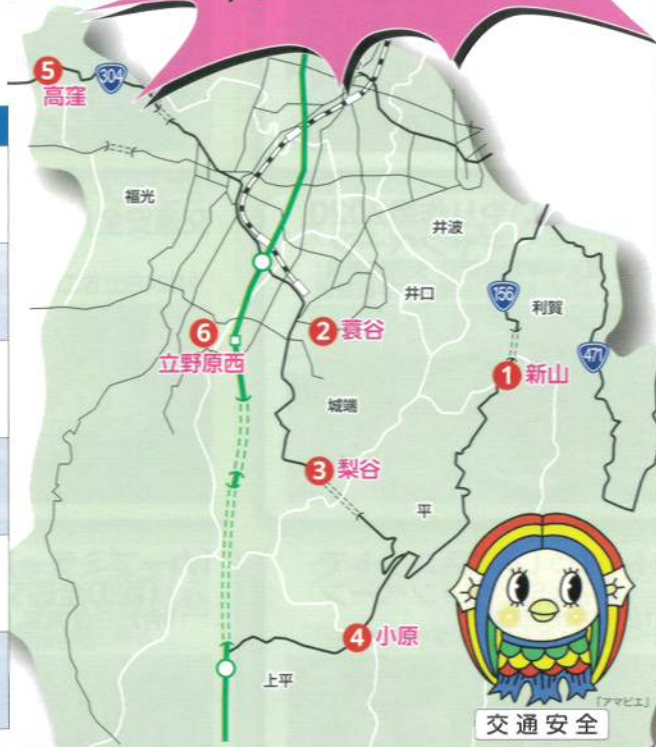 5
高窪
304
福光
井波
井口
156
利賀
6
立野原西
2
蓑谷
471
1
新山
城端
3
梨谷
平
4
小原
上平
「アマビエ」
交通安全